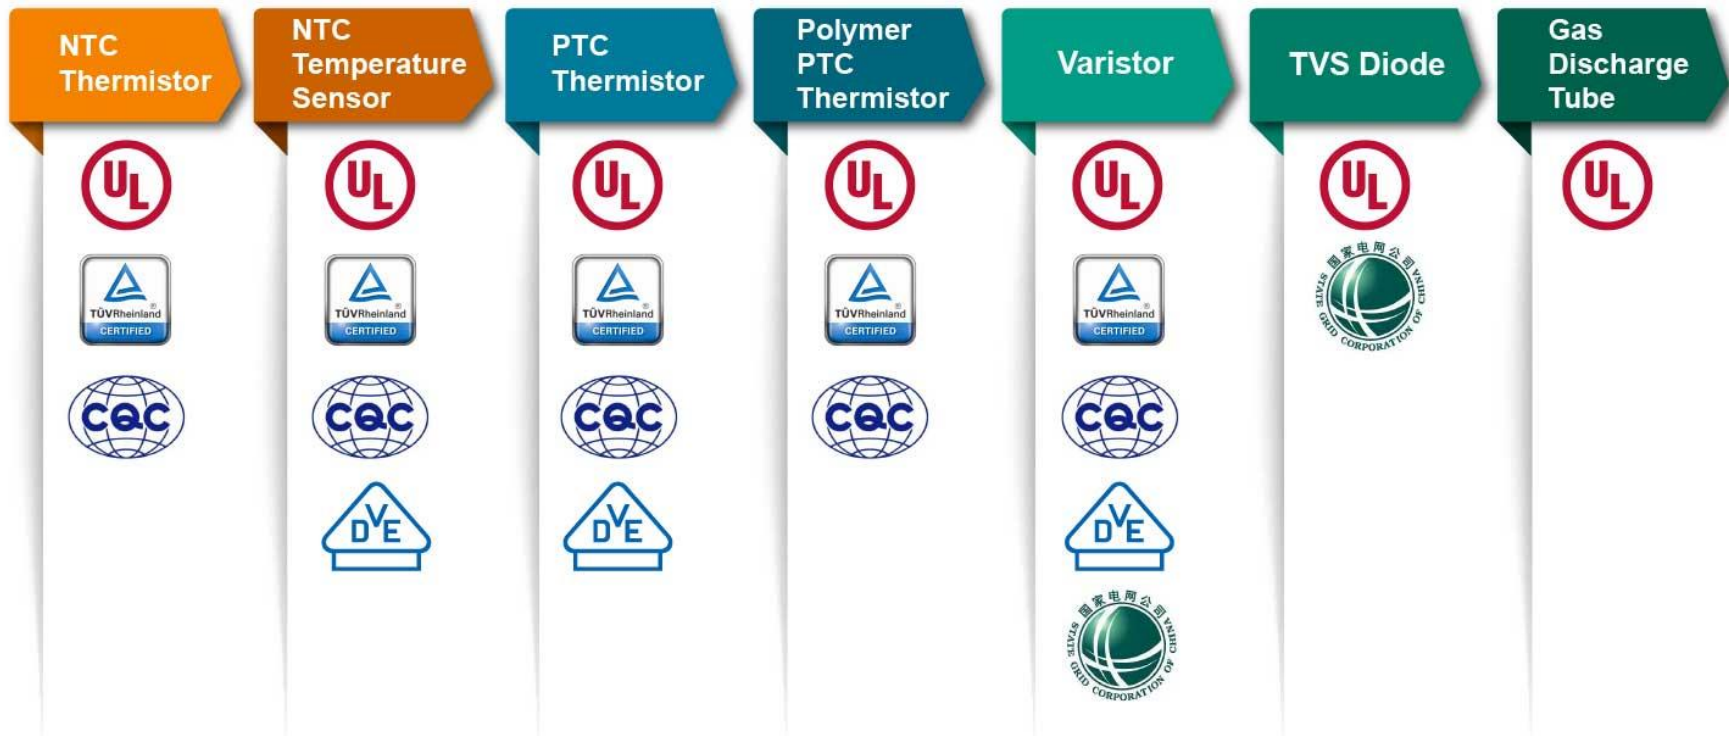 NTC
Thermistor
NTC
Temperature
Sensor
PTC
Thermistor
Polymer
PTC
Thermistor
Varistor
TVS Diode
Gas
Discharge
Tube
UL
UL
UL
UL
UL
UL
UL
TÜVRheinland®
CERTIFIED
TÜVRheinland®
CERTIFIED
TÜVRheinland®
CERTIFIED
TÜVRheinland®
CERTIFIED
TÜVRheinland®
CERTIFIED
国家电网公司
STATE GRID CORPORATION OF CHINA
CQC
CQC
CQC
CQC
CQC
DVE
DVE
DVE
国家电网公司
STATE GRID CORPORATION OF CHINA